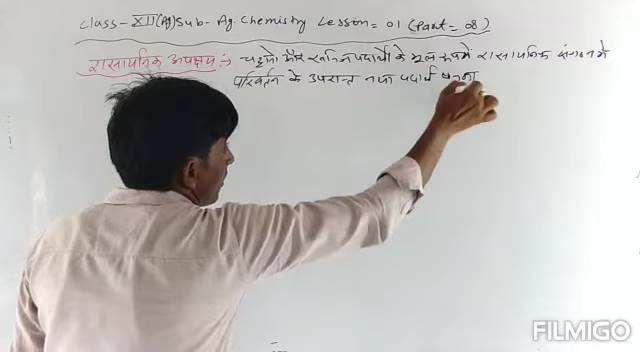 Class - XII (Ag) Sub - Ag. Chemistry Lesson = 01 (Part = 08)
रासायनिक अपक्षय :- चट्टानों और खनिज पदार्थों के मूल रूप में रासायनिक संगठन में
परिवर्तन के उपरान्त नया पदार्थ बनना
FILMIGO